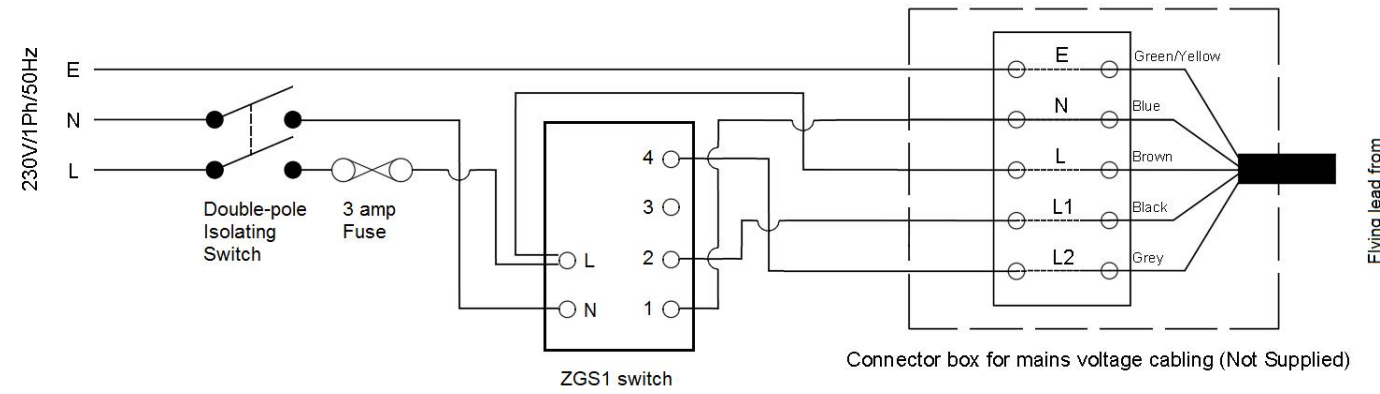 230V/1Ph/50Hz
E
N
L
Double-pole
Isolating
Switch
3 amp
Fuse
4
3
2
1
L
N
ZGS1 switch
E
N
L
L1
L2
Green/Yellow
Blue
Brown
Black
Grey
Connector box for mains voltage cabling (Not Supplied)
Flying lead from